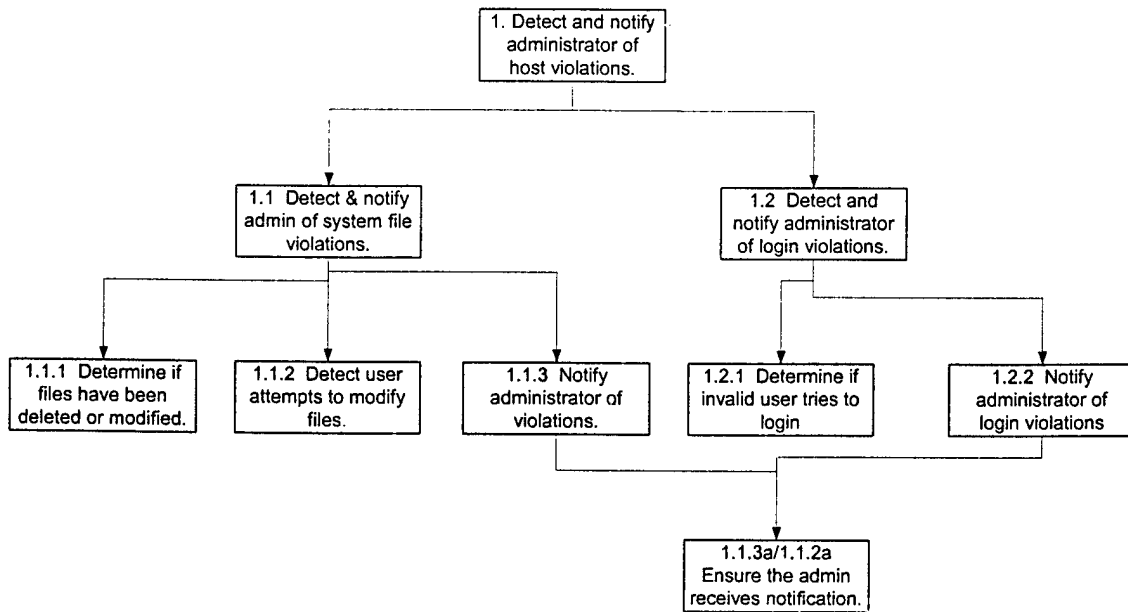 1. Detect and notify
administrator of
host violations.
1.1 Detect & notify
admin of system file
violations.
1.2 Detect and
notify administrator
of login violations.
1.1.1 Determine if
files have been
deleted or modified.
1.1.2 Detect user
attempts to modify
files.
1.1.3 Notify
administrator of
violations.
1.2.1 Determine if
invalid user tries to
login
1.2.2 Notify
administrator of
login violations
1.1.3a/1.1.2a
Ensure the admin
receives notification.